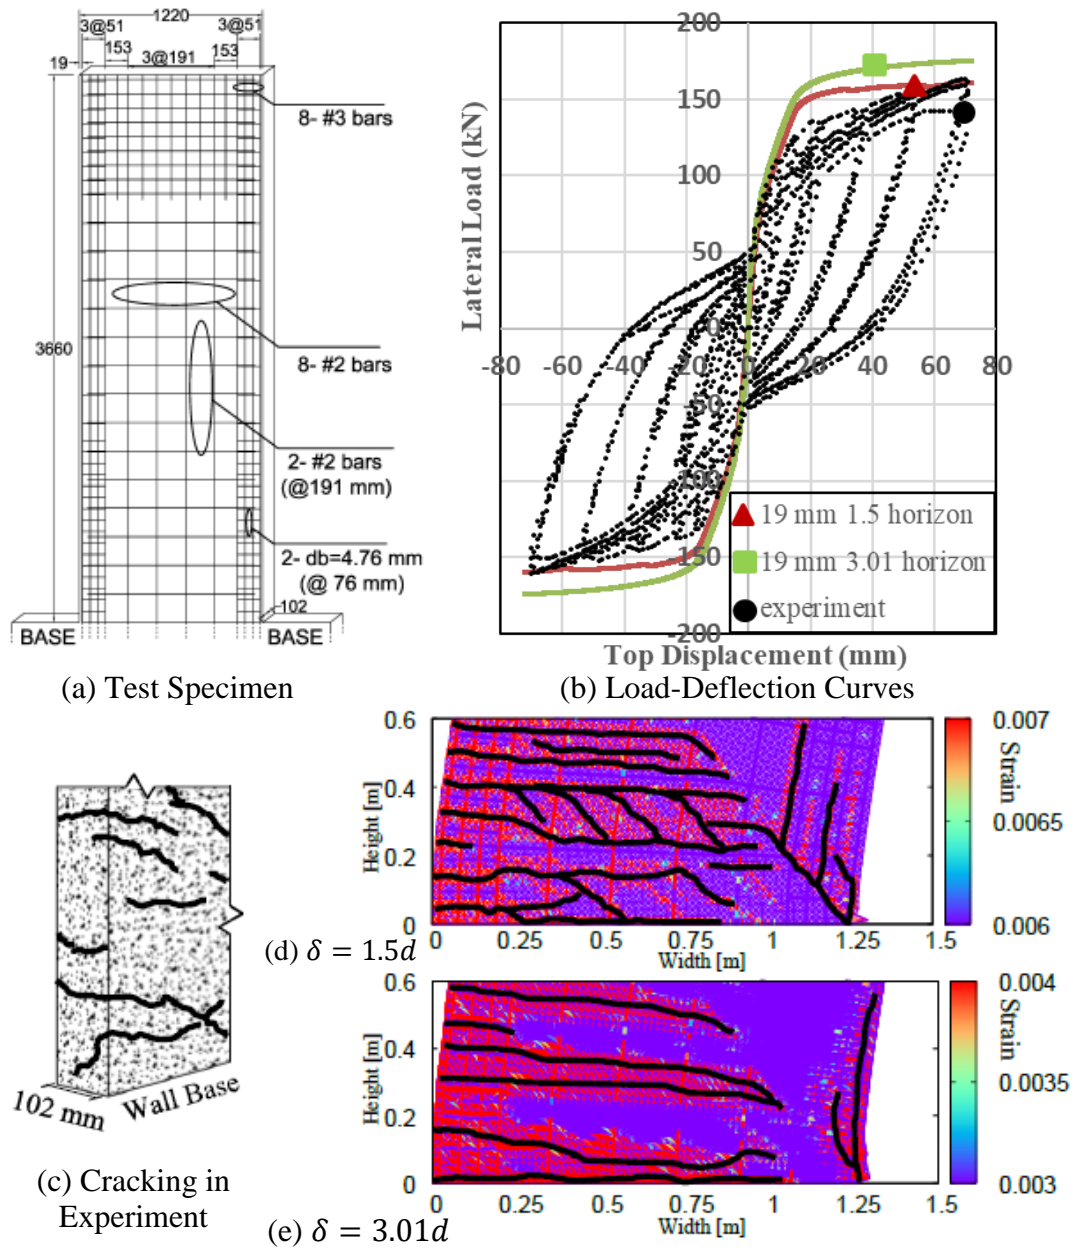 1220
3@51
3@51
153
153
3@191
19
8- #3 bars
3660
8- #2 bars
2- #2 bars
(@191 mm)
2- db=4.76 mm
(@ 76 mm)
102
BASE
BASE
(a) Test Specimen
200
150
100
50
0
-50
-100
-150
-200
-80
-60
-40
-20
0
20
40
60
80
Lateral Load (kN)
Top Displacement (mm)
19 mm 1.5 horizon
19 mm 3.01 horizon
experiment
(b) Load-Deflection Curves
102 mm
Wall Base
(c) Cracking in
Experiment
0.6
0.4
0.2
0
Height [m]
0
0.25
0.5
0.75
1
1.25
1.5
Width [m]
0.007
0.0065
0.006
Strain
(d) δ = 1.5d
0.6
0.4
0.2
0
Height [m]
0
0.25
0.5
0.75
1
1.25
1.5
Width [m]
0.004
0.0035
0.003
Strain
(e) δ = 3.01d